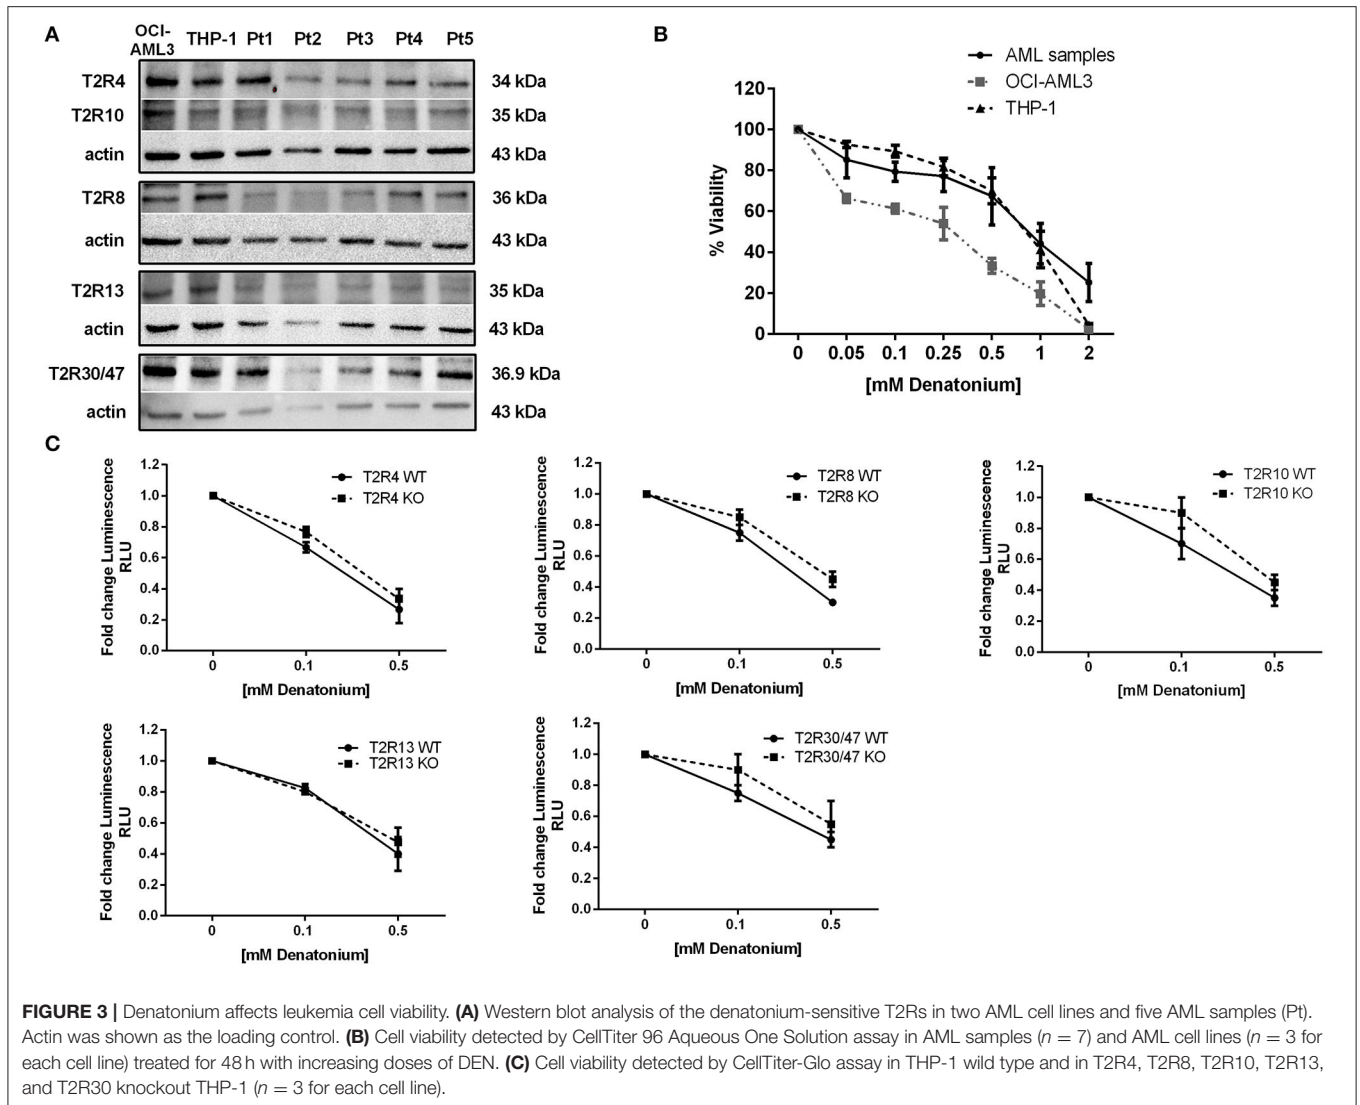 A
OCI-
AML3 THP-1 Pt1 Pt2 Pt3 Pt4 Pt5
T2R4 34 kDa
T2R10 35 kDa
actin 43 kDa
T2R8 36 kDa
actin 43 kDa
T2R13 35 kDa
actin 43 kDa
T2R30/47 36.9 kDa
actin 43 kDa
B
AML samples
OCI-AML3
THP-1
% Viability
120
100
80
60
40
20
0
0 0.05 0.1 0.25 0.5 1 2
[mM Denatonium]
C
Fold change Luminescence
RLU
1.2
1.0
0.8
0.6
0.4
0.2
0.0
T2R4 WT
T2R4 KO
0 0.1 0.5
[mM Denatonium]
Fold change Luminescence
RLU
1.2
1.0
0.8
0.6
0.4
0.2
0.0
T2R8 WT
T2R8 KO
0 0.1 0.5
[mM Denatonium]
Fold change Luminescence
RLU
1.2
1.0
0.8
0.6
0.4
0.2
0.0
T2R10 WT
T2R10 KO
0 0.1 0.5
[mM Denatonium]
Fold change Luminescence
RLU
1.2
1.0
0.8
0.6
0.4
0.2
0.0
T2R13 WT
T2R13 KO
0 0.1 0.5
[mM Denatonium]
Fold change Luminescence
RLU
1.2
1.0
0.8
0.6
0.4
0.2
0.0
T2R30/47 WT
T2R30/47 KO
0 0.1 0.5
[mM Denatonium]
FIGURE 3 | Denatonium affects leukemia cell viability. (A) Western blot analysis of the denatonium-sensitive T2Rs in two AML cell lines and five AML samples (Pt).
Actin was shown as the loading control. (B) Cell viability detected by CellTiter 96 Aqueous One Solution assay in AML samples (n = 7) and AML cell lines (n = 3 for
each cell line) treated for 48 h with increasing doses of DEN. (C) Cell viability detected by CellTiter-Glo assay in THP-1 wild type and in T2R4, T2R8, T2R10, T2R13,
and T2R30 knockout THP-1 (n = 3 for each cell line).